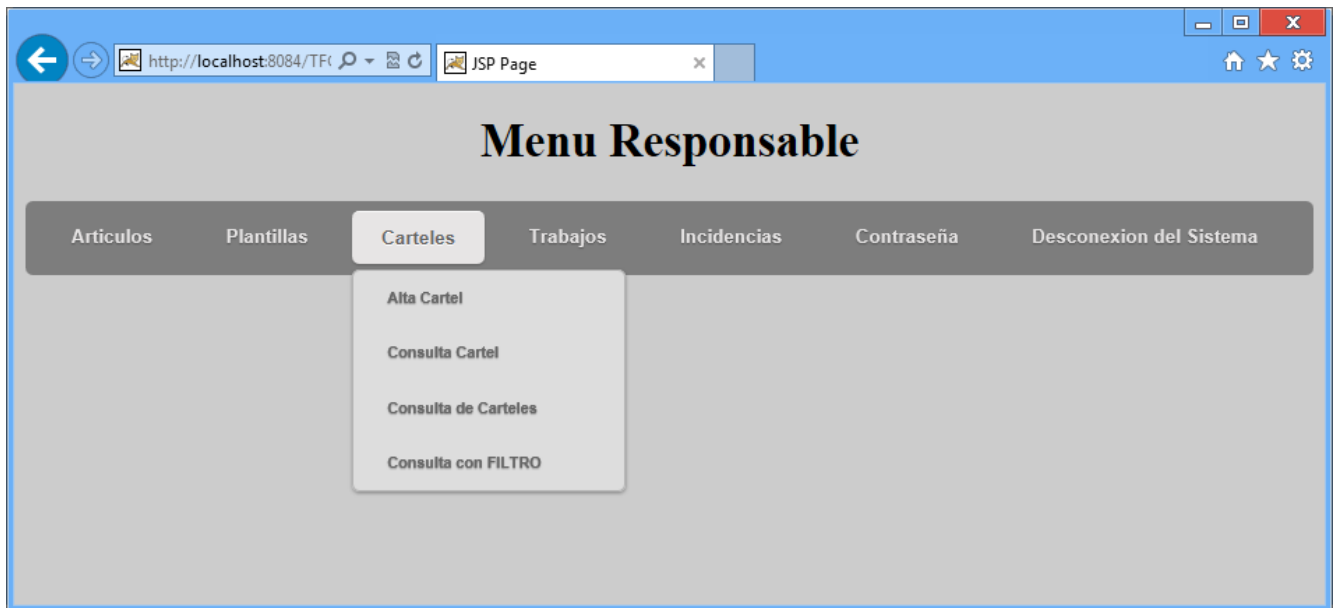 x
http://localhost:8084/TF JSP Page
Menu Responsable
Articulos Plantillas Carteles Trabajos Incidencias Contraseña Desconexion del Sistema
Alta Cartel
Consulta Cartel
Consulta de Carteles
Consulta con FILTRO